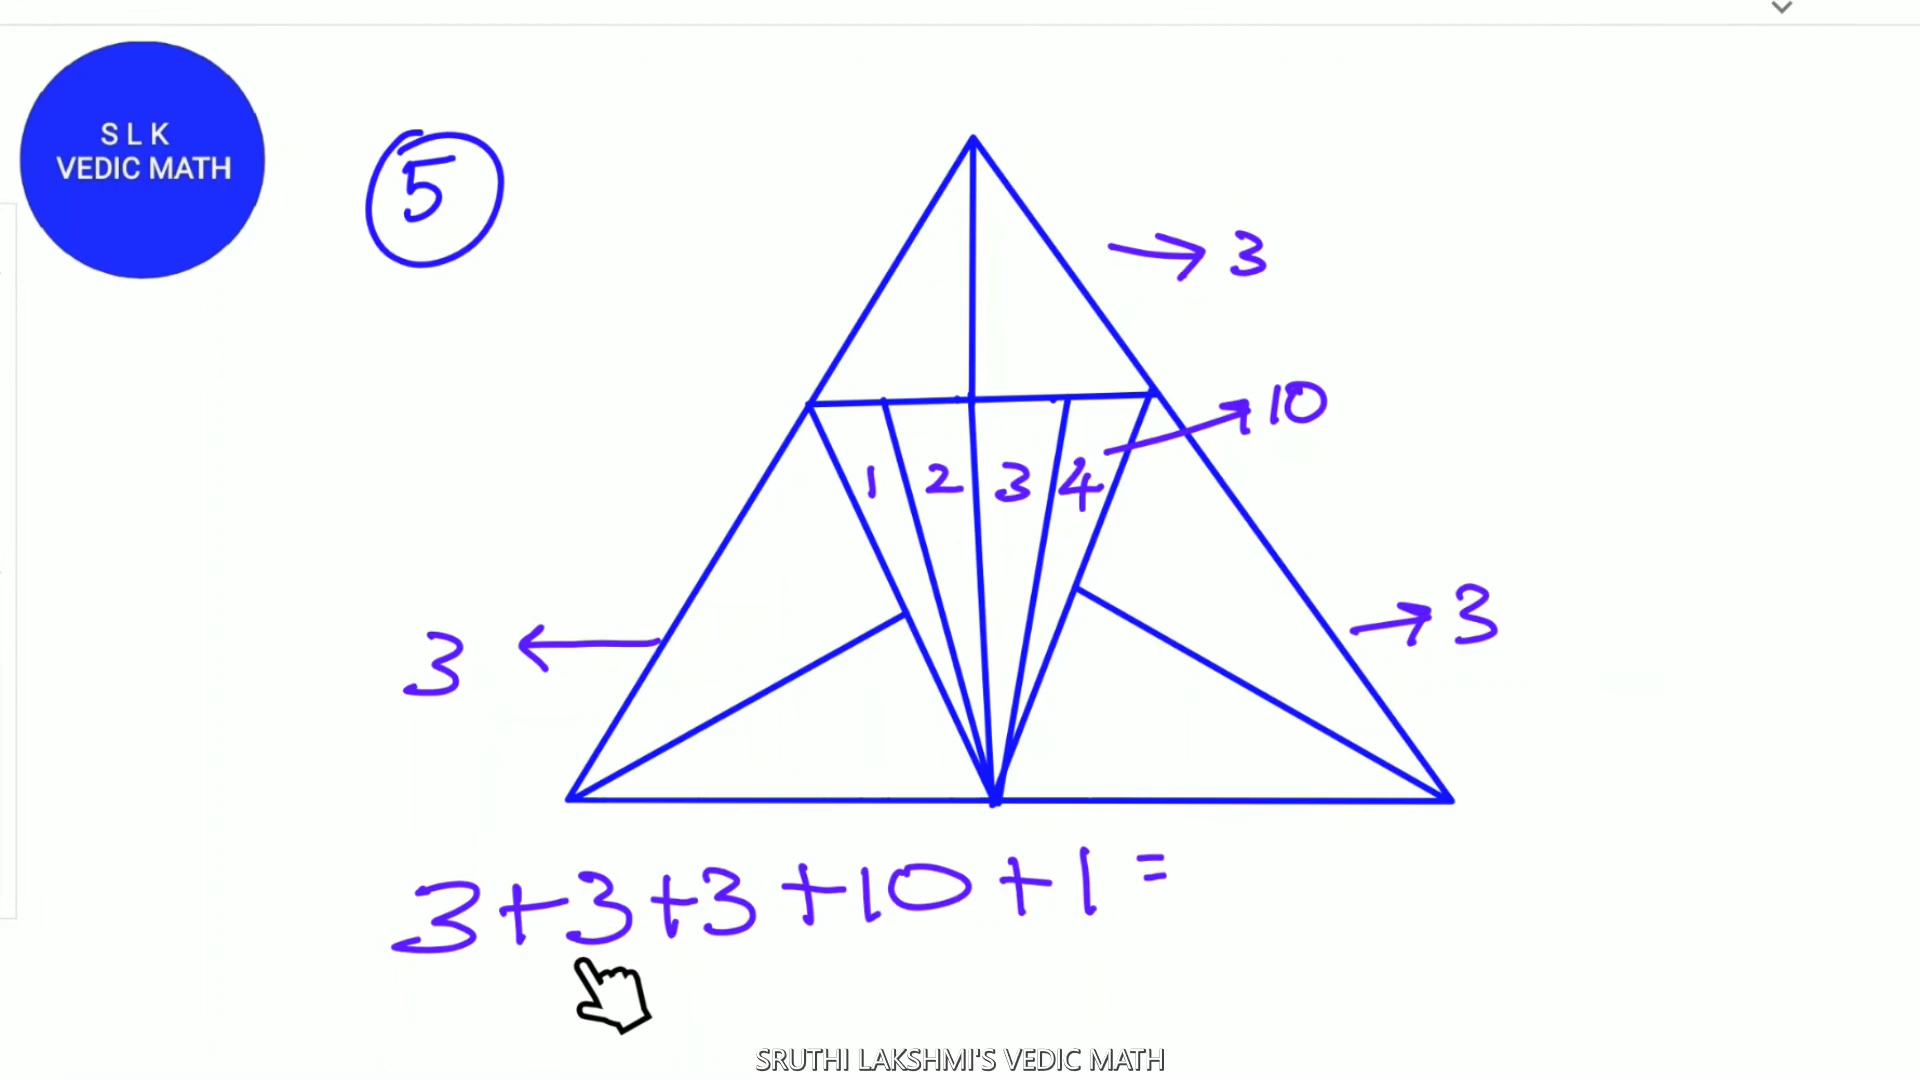 S L K
VEDIC MATH
5
→ 3
→ 10
1 2 3 4
3 ←
→ 3
3+3+3+10+1=
SRUTHI LAKSHMI'S VEDIC MATH